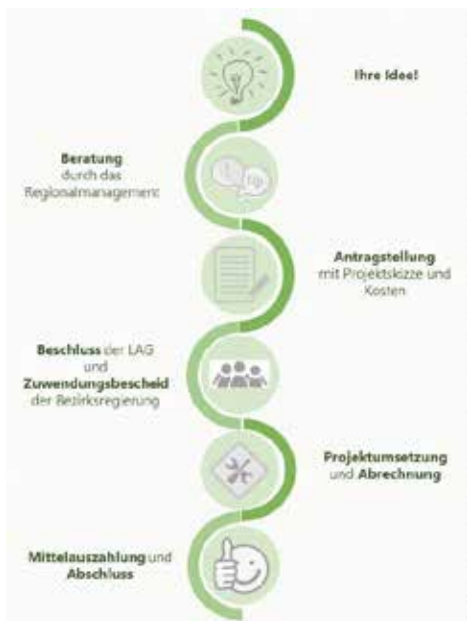 Ihre Idee!
Beratung
durch das
Regionalmanagement
Antragstellung
mit Projektskizze und
Kosten
Beschluss der LAG
und
Zuwendungsbescheid
der Bezirksregierung
Projektumsetzung
und Abrechnung
Mittelauszahlung und
Abschluss